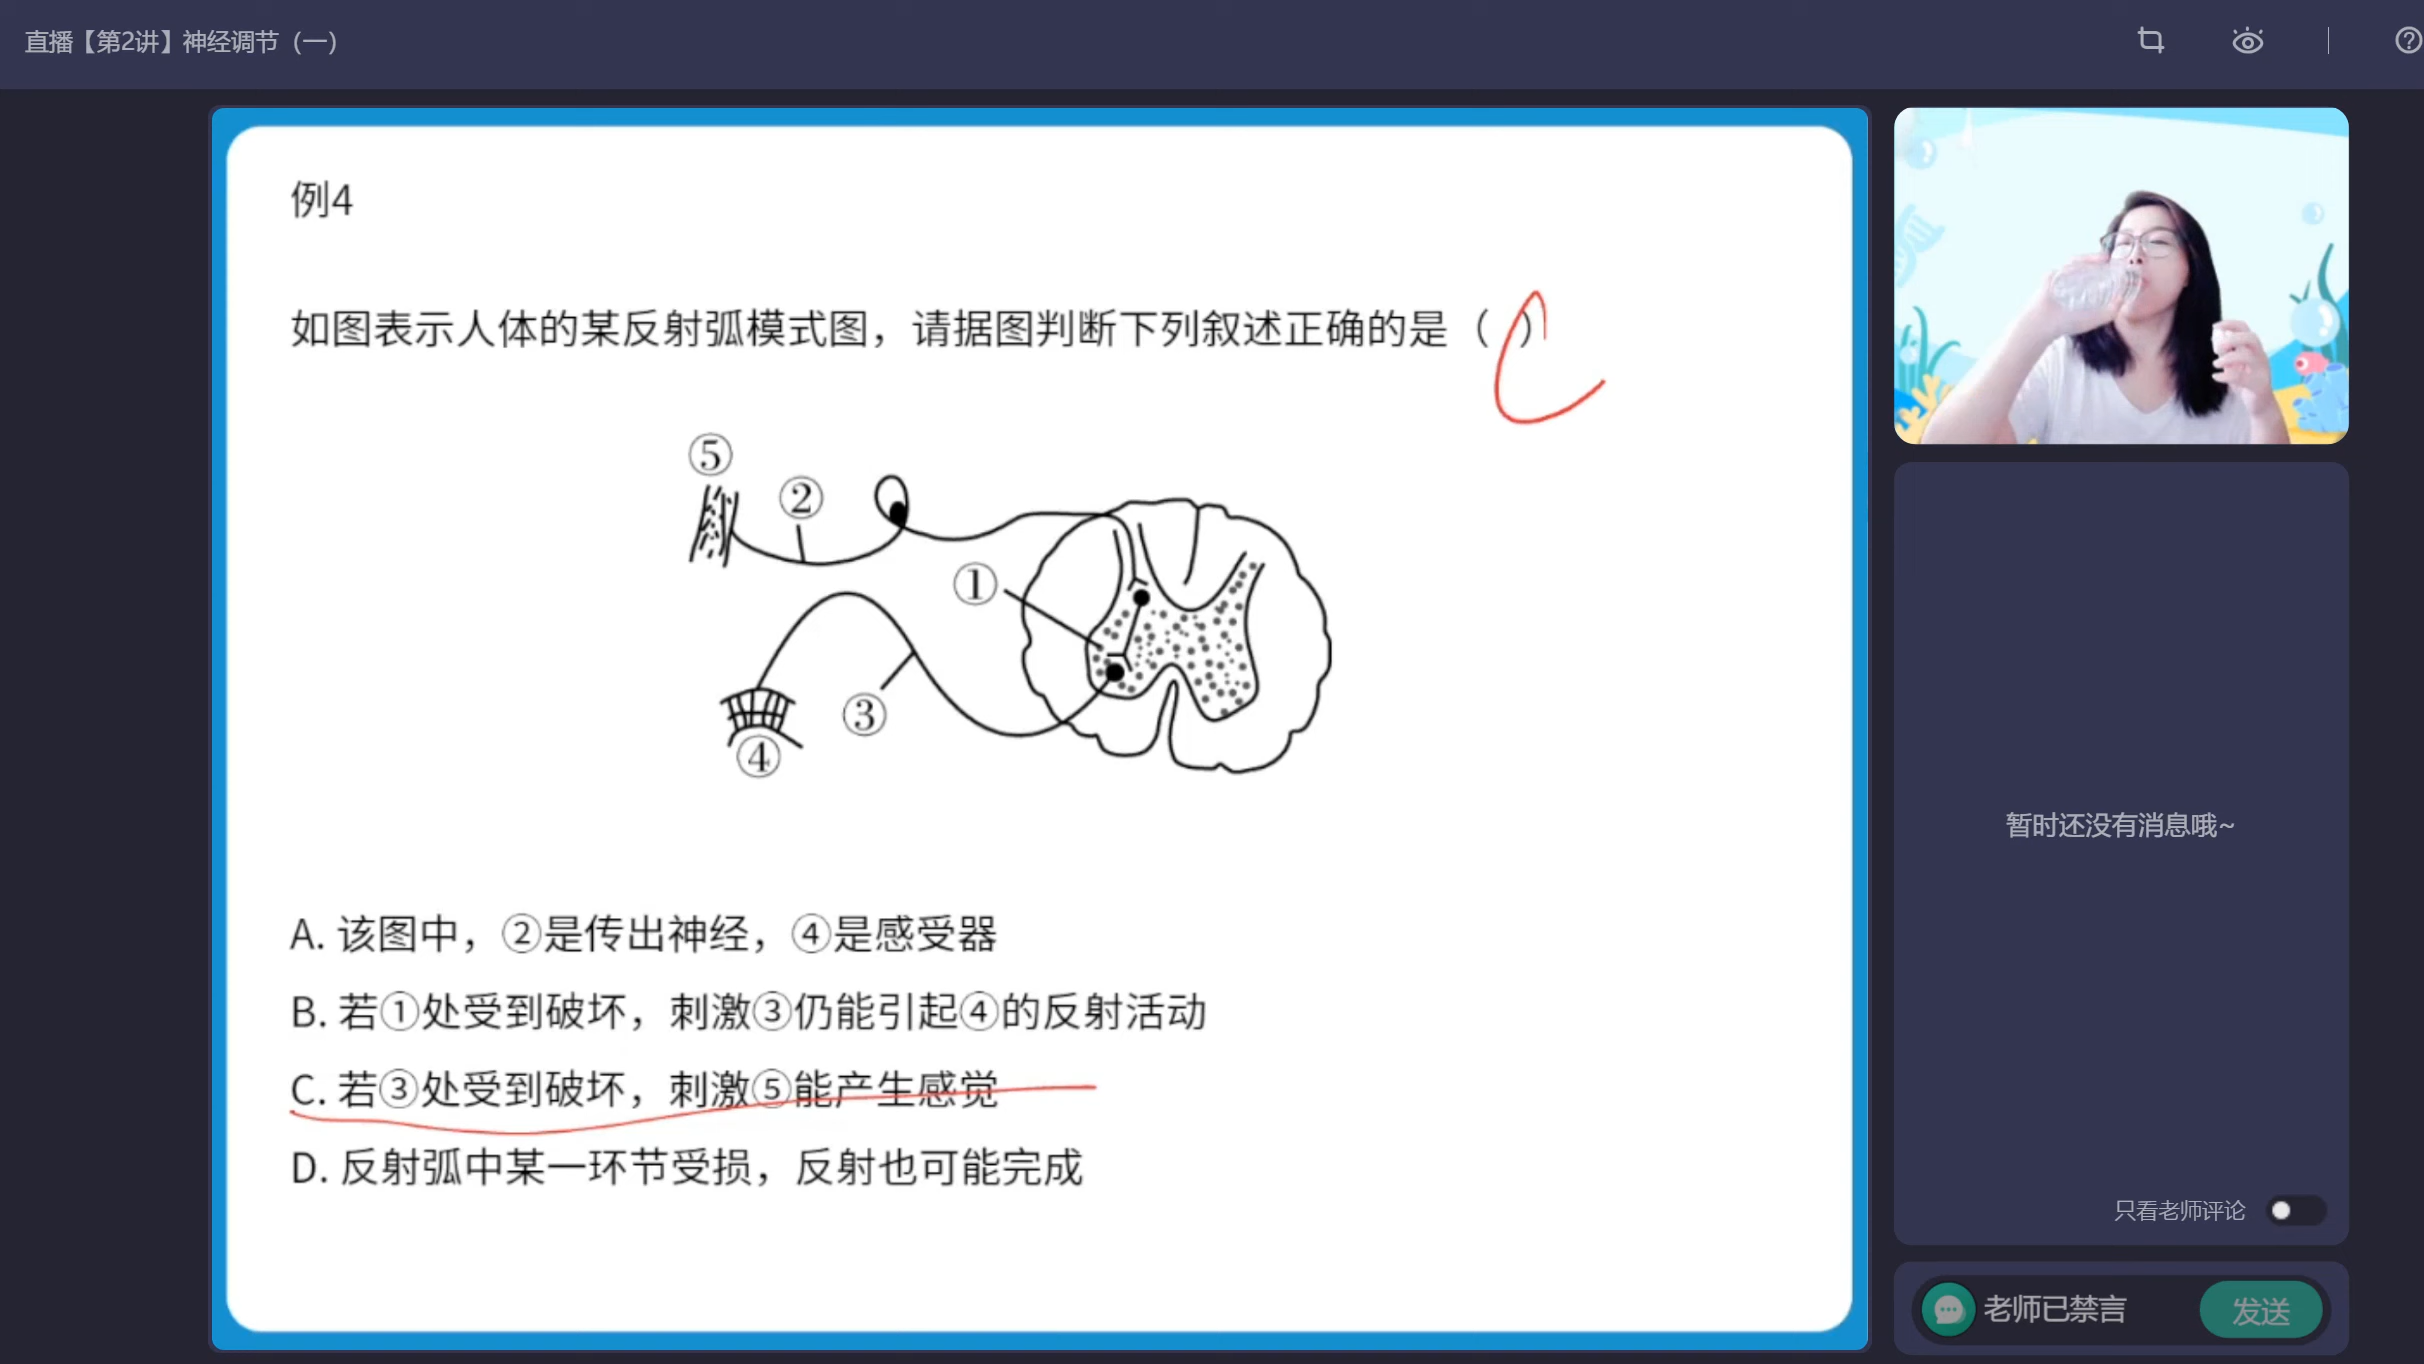 直播【第2讲】神经调节（一）
例4
如图表示人体的某反射弧模式图，请据图判断下列叙述正确的是（ ）
C
⑤
②
①
③
④
A. 该图中，②是传出神经，④是感受器
B. 若①处受到破坏，刺激③仍能引起④的反射活动
C. 若③处受到破坏，刺激⑤能产生感觉
D. 反射弧中某一环节受损，反射也可能完成
暂时还没有消息哦~
只看老师评论
老师已禁言
发送